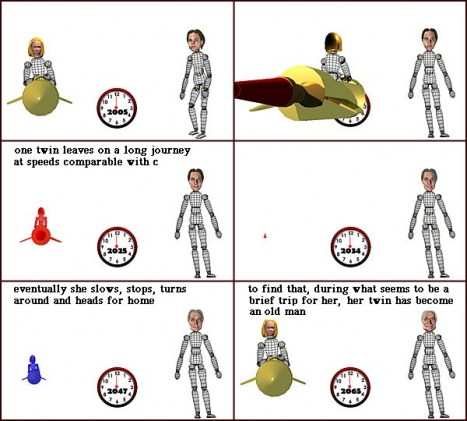 2005
one twin leaves on a long journey
at speeds comparable with c
2025
2034
eventually she slows, stops, turns
around and heads for home
to find that, during what seems to be a
brief trip for her, her twin has become
an old man
2047
2065